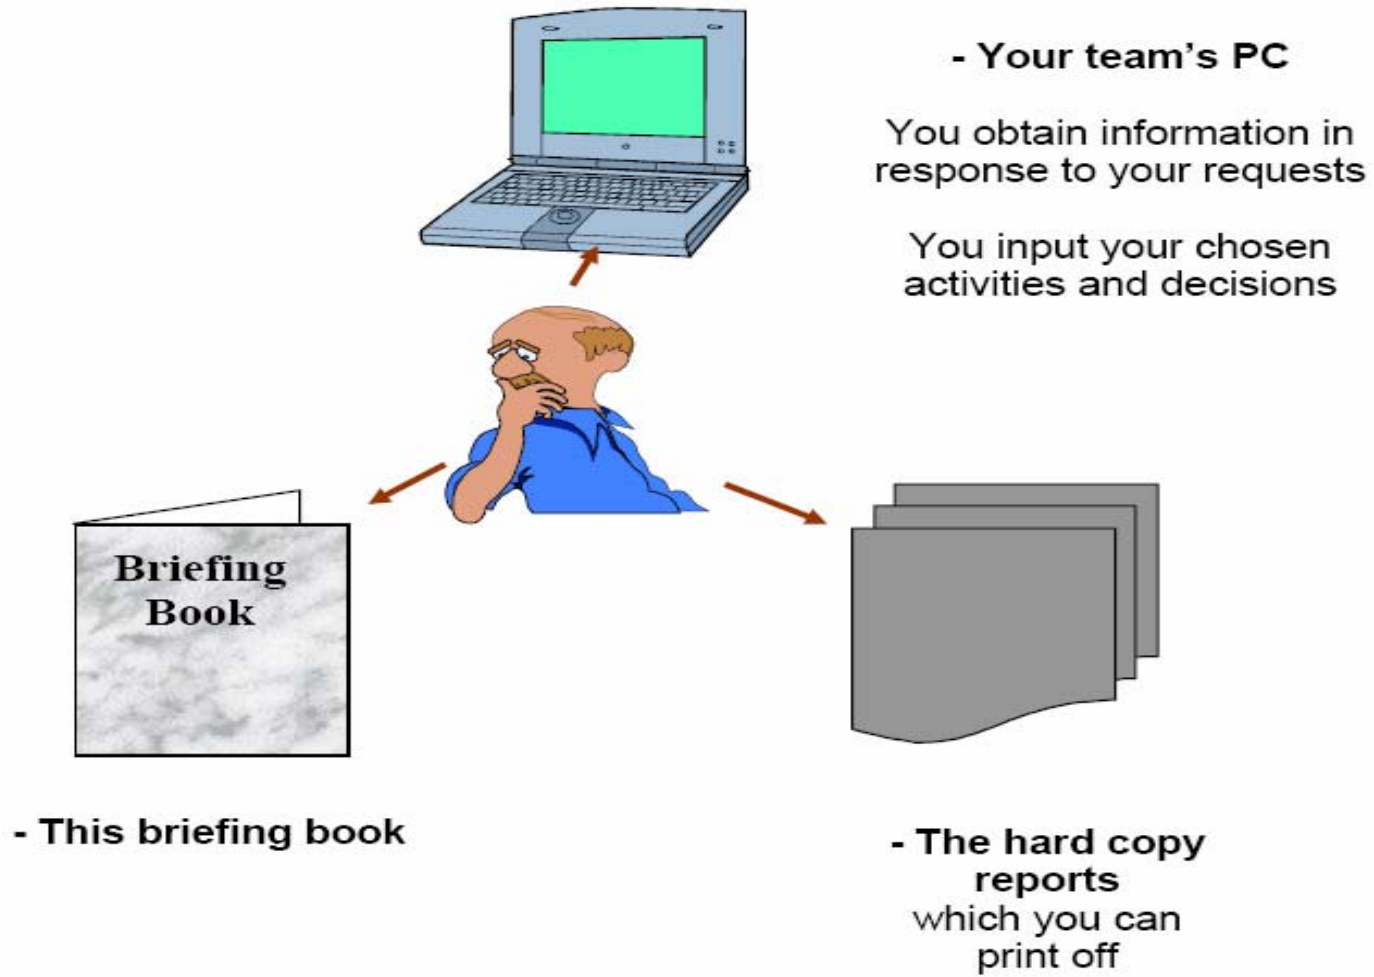 - Your team's PC
You obtain information in
response to your requests
You input your chosen
activities and decisions
Briefing
Book
- This briefing book
- The hard copy
reports
which you can
print off